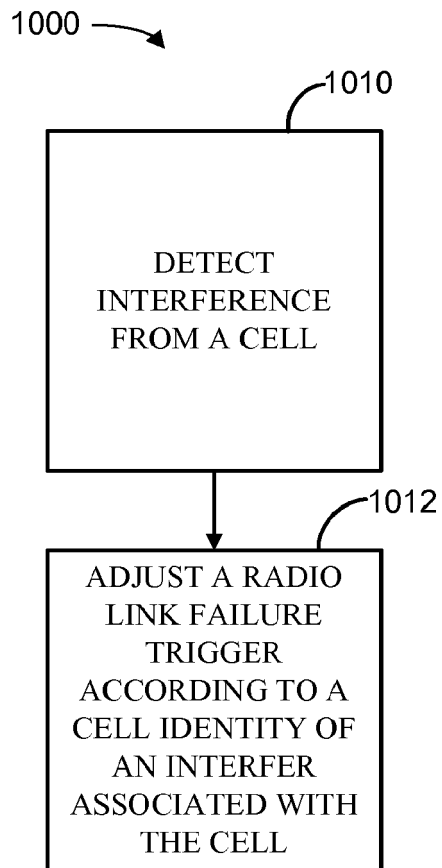 1000
1010
DETECT
INTERFERENCE
FROM A CELL
1012
ADJUST A RADIO
LINK FAILURE
TRIGGER
ACCORDING TO A
CELL IDENTITY OF
AN INTERFER
ASSOCIATED WITH
THE CELL